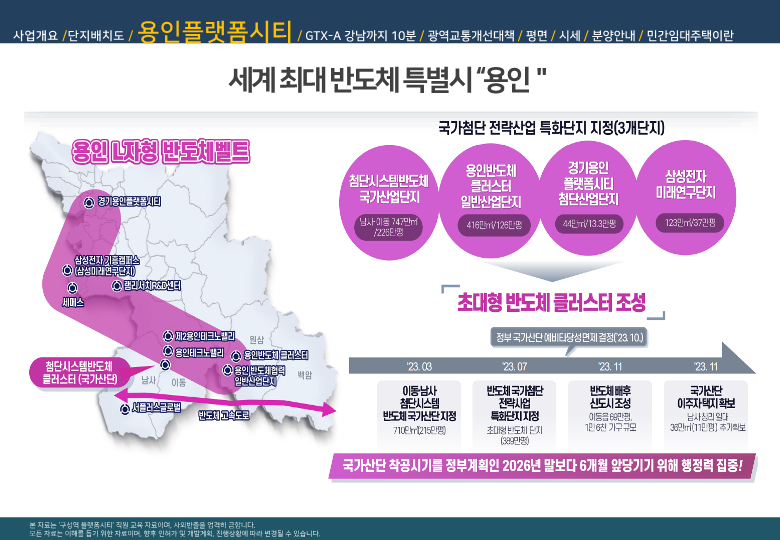 사업개요 /단지배치도 / 용인플랫폼시티 / GTX-A 강남까지 10분 / 광역교통개선대책 / 평면 / 시세 / 분양안내 / 민간임대주택이란
세계 최대 반도체 특별시 “용인 "
용인 L자형 반도체벨트
경기용인플랫폼시티
삼성전자 기흥캠퍼스
(삼성미래연구단지)
램리서치R&D센터
세메스
제2용인테크노밸리
용인테크노밸리
원삼
용인반도체 클러스터
용인 반도체협력
일반산업단지
백암
첨단시스템반도체
클러스터 (국가산단)
남사
이동
서플러스글로벌
반도체 고속도로
국가첨단 전략산업 특화단지 지정(3개단지)
첨단시스템반도체
국가산업단지
남사·이동 747만㎡
/226만평
용인반도체
클러스터
일반산업단지
416만㎡/126만평
경기용인
플랫폼시티
첨단산업단지
44만㎡/13.3만평
삼성전자
미래연구단지
123만㎡/37만평
초대형 반도체 클러스터 조성
정부 국가산단 예비타당성 면제 결정('23. 10.)
'23. 03
'23. 07
'23. 11
'23. 11
이동·남사
첨단시스템
반도체 국가산단 지정
710만㎡(215만평)
반도체 국가첨단
전략사업
특화단지 지정
초대형 반도체 단지
(389만평)
반도체 배후
신도시 조성
이동읍 69만평,
1만 6천 가구 규모
국가산단
이주자 택지 확보
남사 창리 일대
36만㎡(11만평) 추가확보
국가산단 착공시기를 정부계획인 2026년 말보다 6개월 앞당기기 위해 행정력 집중!
본 자료는 '구성역 플랫폼시티' 직원 교육 자료이며, 사외반출을 엄격히 금합니다.
모든 자료는 이해를 돕기 위한 자료이며, 향후 인허가 및 개발계획, 진행상황에 따라 변경될 수 있습니다.